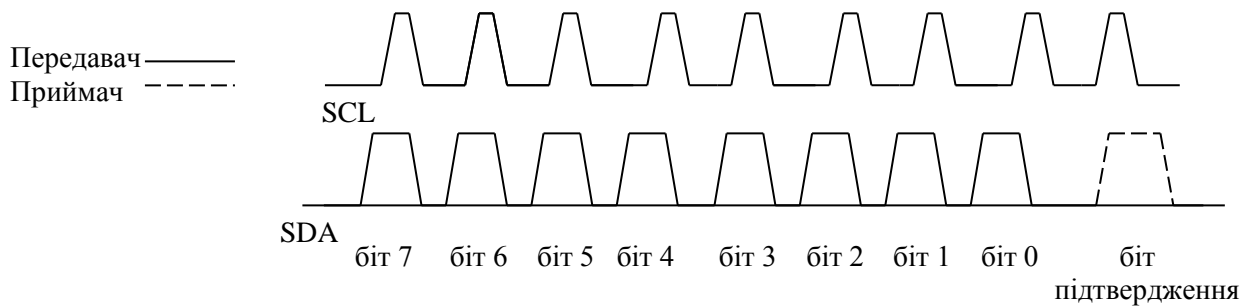 Передавач
Приймач
SCL
SDA
біт 7 біт 6 біт 5 біт 4 біт 3 біт 2 біт 1 біт 0 біт
підтвердження